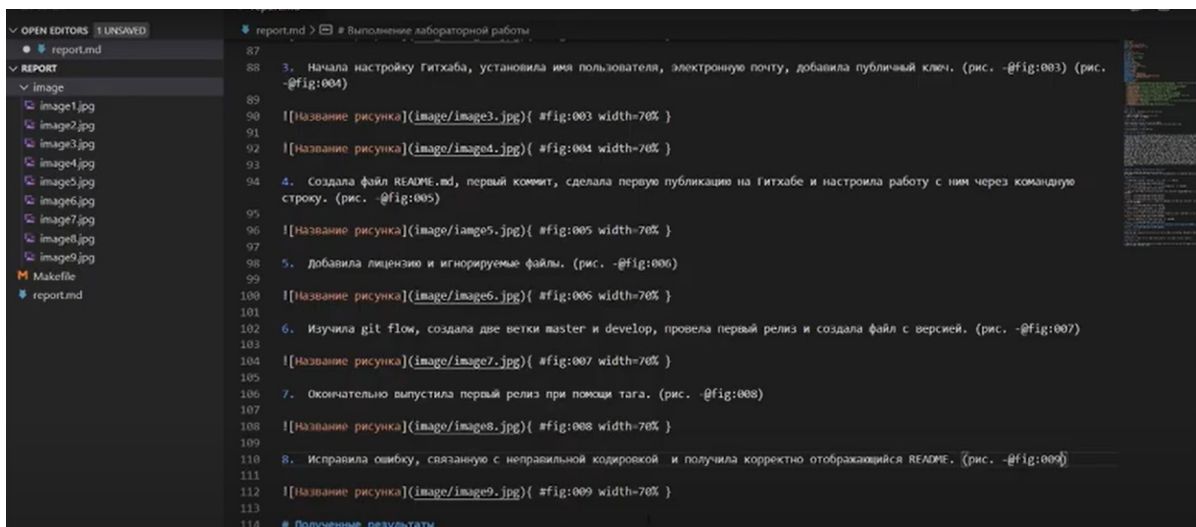 OPEN EDITORS 1 UNSAVED
report.md
REPORT
image
image1.jpg
image2.jpg
image3.jpg
image4.jpg
image5.jpg
image6.jpg
image7.jpg
image8.jpg
image9.jpg
Makefile
report.md
report.md > # Выполнение лабораторной работы
87
88 3. Начала настройку Гитхаба, установила имя пользователя, электронную почту, добавила публичный ключ. (рис. -@fig:003) (рис.
-@fig:004)
89
90 ![Название рисунка](image/image3.jpg){ #fig:003 width=70% }
91
92 ![Название рисунка](image/image4.jpg){ #fig:004 width=70% }
93
94 4. Создала файл README.md, первый коммит, сделала первую публикацию на Гитхабе и настроила работу с ним через командную
строку. (рис. -@fig:005)
95
96 ![Название рисунка](image/iamge5.jpg){ #fig:005 width=70% }
97
98 5. Добавила лицензию и игнорируемые файлы. (рис. -@fig:006)
99
100 ![Название рисунка](image/image6.jpg){ #fig:006 width=70% }
101
102 6. Изучила git flow, создала две ветки master и develop, провела первый релиз и создала файл с версией. (рис. -@fig:007)
103
104 ![Название рисунка](image/image7.jpg){ #fig:007 width=70% }
105
106 7. Окончательно выпустила первый релиз при помощи тага. (рис. -@fig:008)
107
108 ![Название рисунка](image/image8.jpg){ #fig:008 width=70% }
109
110 8. Исправила ошибку, связанную с неправильной кодировкой и получила корректно отображающийся README. (рис. -@fig:009)
111
112 ![Название рисунка](image/image9.jpg){ #fig:009 width=70% }
113
114 # Полученные результаты